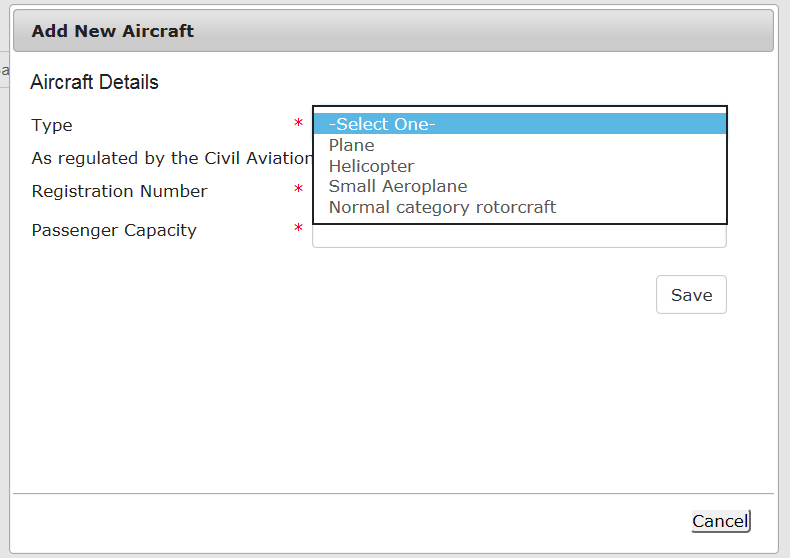 Add New Aircraft
Aircraft Details
Type *
-Select One-
Plane
Helicopter
Small Aeroplane
Normal category rotorcraft
As regulated by the Civil Aviation
Registration Number *
Passenger Capacity *
Save
Cancel